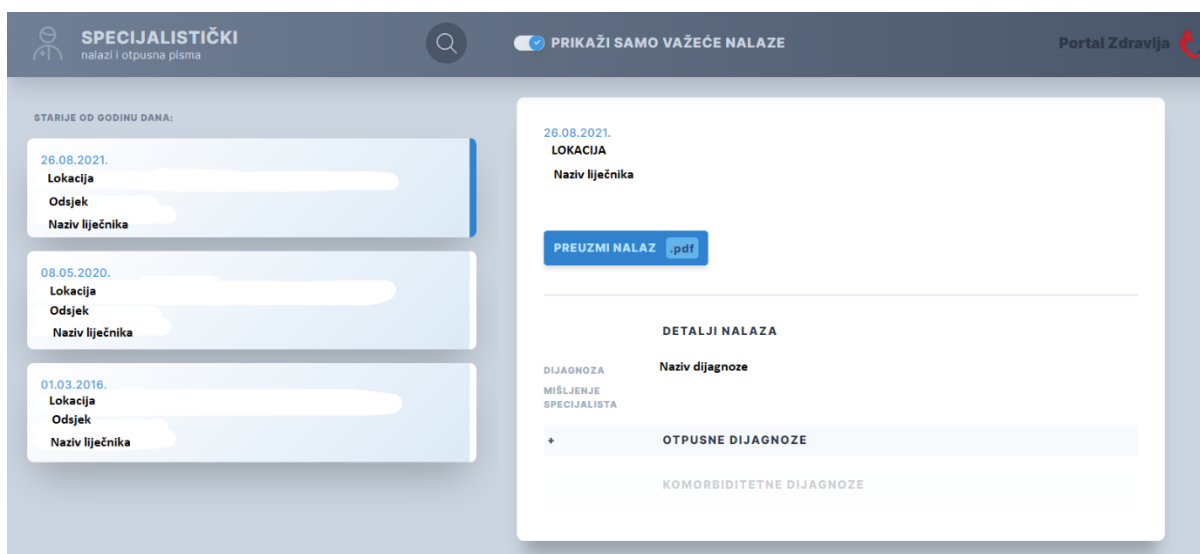 SPECIJALISTIČKI
nalazi i otpusna pisma
PRIKAŽI SAMO VAŽEĆE NALAZE
Portal Zdravlja
STARIJE OD GODINU DANA:
26.08.2021.
Lokacija
Odsjek
Naziv liječnika
08.05.2020.
Lokacija
Odsjek
Naziv liječnika
01.03.2016.
Lokacija
Odsjek
Naziv liječnika
26.08.2021.
LOKACIJA
Naziv liječnika
PREUZMI NALAZ .pdf
DETALJI NALAZA
DIJAGNOZA Naziv dijagnoze
MIŠLJENJE
SPECIJALISTA
+ OTPUSNE DIJAGNOZE
KOMORBIDITETNE DIJAGNOZE